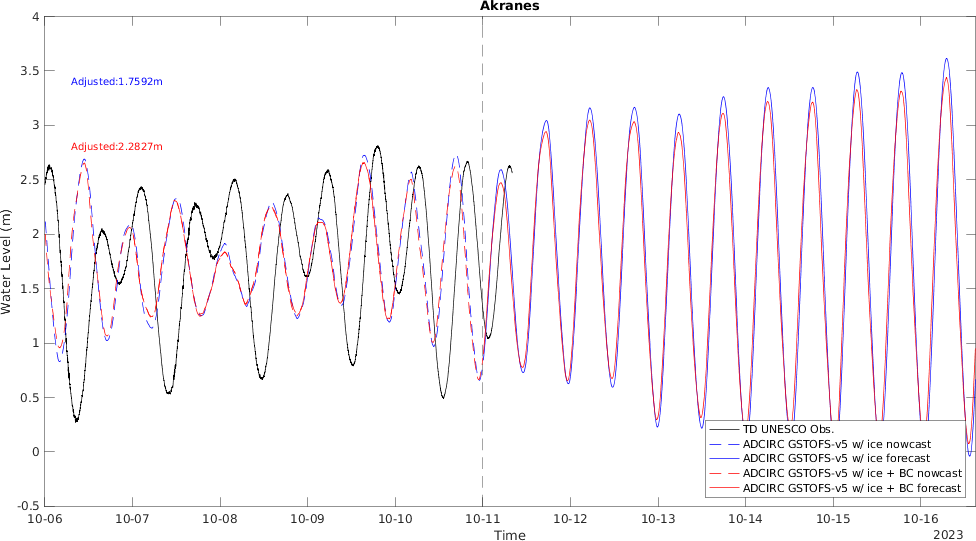 Akranes
4
3.5
3
2.5
2
1.5
1
0.5
0
-0.5
Water Level (m)
Adjusted:1.7592m
Adjusted:2.2827m
TD UNESCO Obs.
ADCIRC GSTOFS-v5 w/ ice nowcast
ADCIRC GSTOFS-v5 w/ ice forecast
ADCIRC GSTOFS-v5 w/ ice + BC nowcast
ADCIRC GSTOFS-v5 w/ ice + BC forecast
10-06 10-07 10-08 10-09 10-10 10-11 10-12 10-13 10-14 10-15 10-16
Time
2023